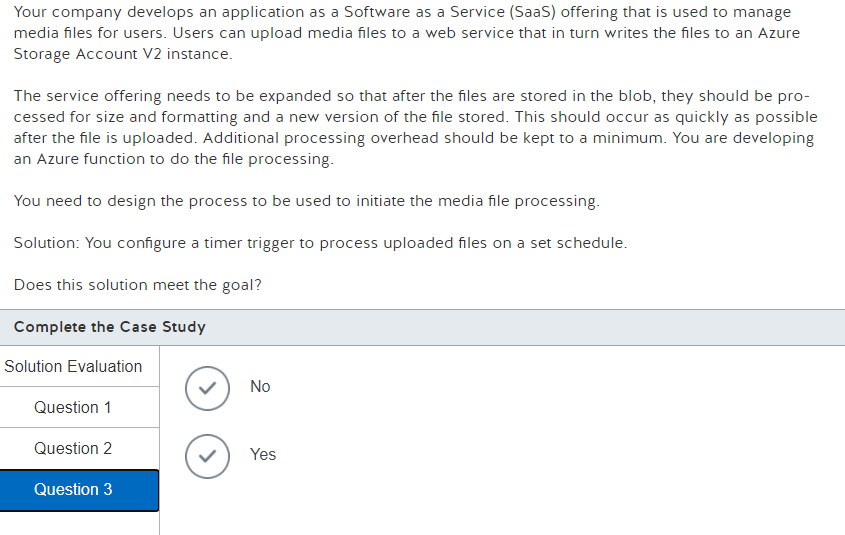 Your company develops an application as a Software as a Service (SaaS) offering that is used to manage
media files for users. Users can upload media files to a web service that in turn writes the files to an Azure
Storage Account V2 instance.
The service offering needs to be expanded so that after the files are stored in the blob, they should be pro-
cessed for size and formatting and a new version of the file stored. This should occur as quickly as possible
after the file is uploaded. Additional processing overhead should be kept to a minimum. You are developing
an Azure function to do the file processing.
You need to design the process to be used to initiate the media file processing.
Solution: You configure a timer trigger to process uploaded files on a set schedule.
Does this solution meet the goal?
Complete the Case Study
Solution Evaluation
Question 1
Question 2
Question 3
No
Yes